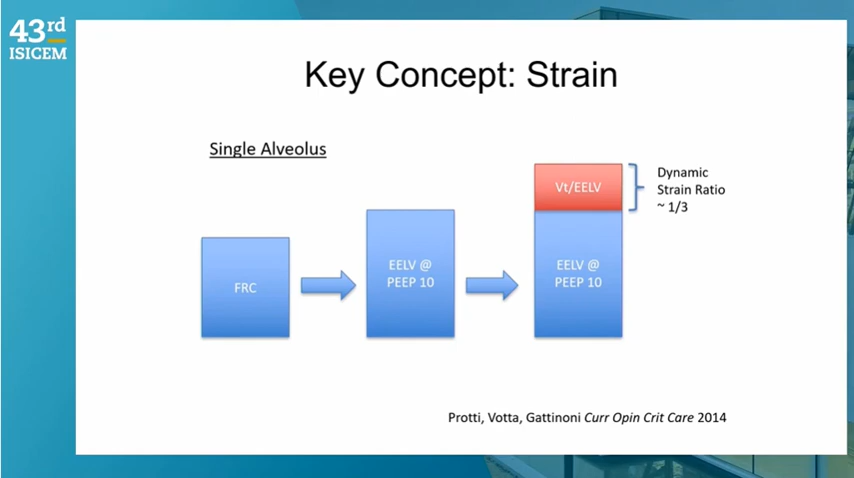 43rd
ISICEM
Key Concept: Strain
Single Alveolus
FRC
EELV @
PEEP 10
Vt/EELV
EELV @
PEEP 10
Dynamic
Strain Ratio
~ 1/3
Protti, Votta, Gattinoni Curr Opin Crit Care 2014